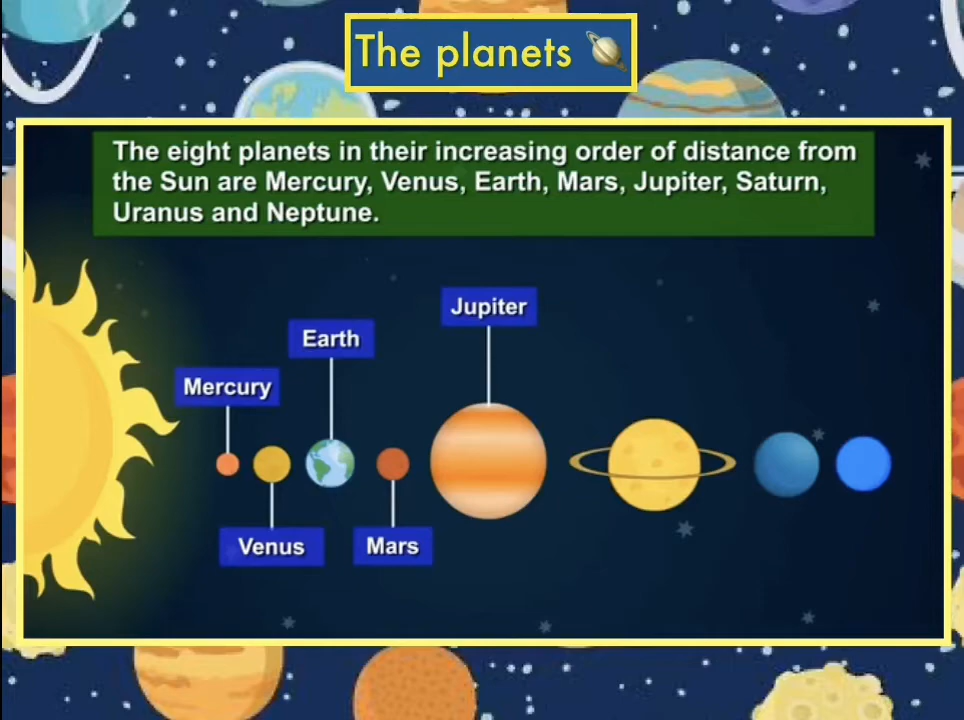 The planets 🪐
The eight planets in their increasing order of distance from
the Sun are Mercury, Venus, Earth, Mars, Jupiter, Saturn,
Uranus and Neptune.
Jupiter
Earth
Mercury
Venus
Mars